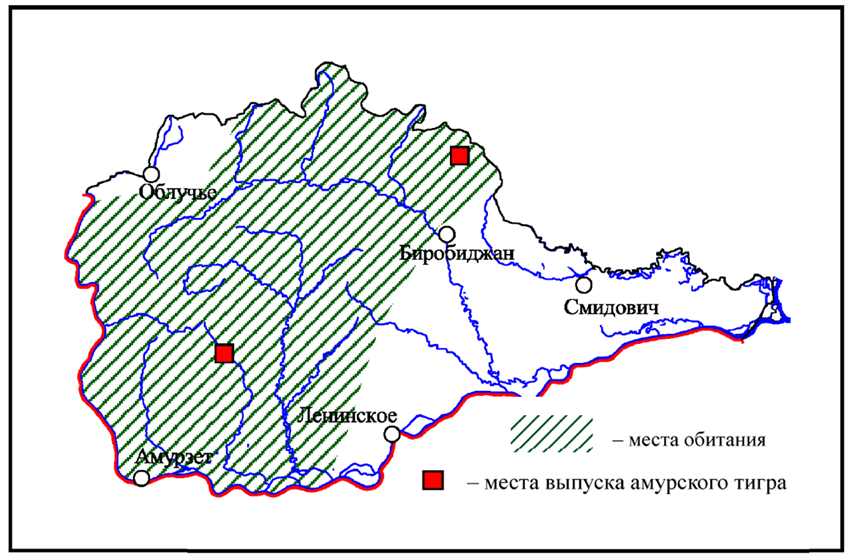 Облучье
Биробиджан
Смидович
Ленинское
Амурзет
– места обитания
– места выпуска амурского тигра